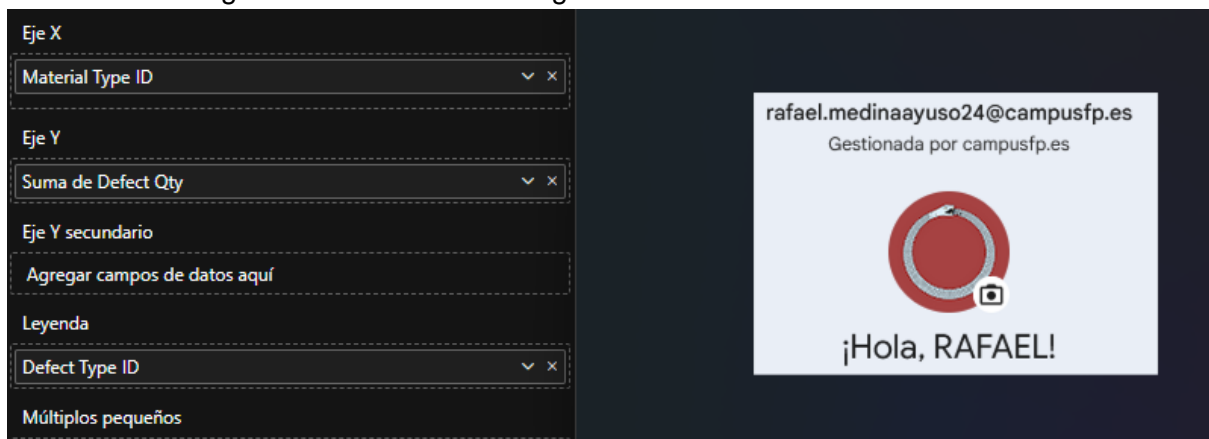 Eje X
Material Type ID
Eje Y
Suma de Defect Qty
Eje Y secundario
Agregar campos de datos aquí
Leyenda
Defect Type ID
Múltiplos pequeños
rafael.medinaayuso24@campusfp.es
Gestionada por campusfp.es
¡Hola, RAFAEL!